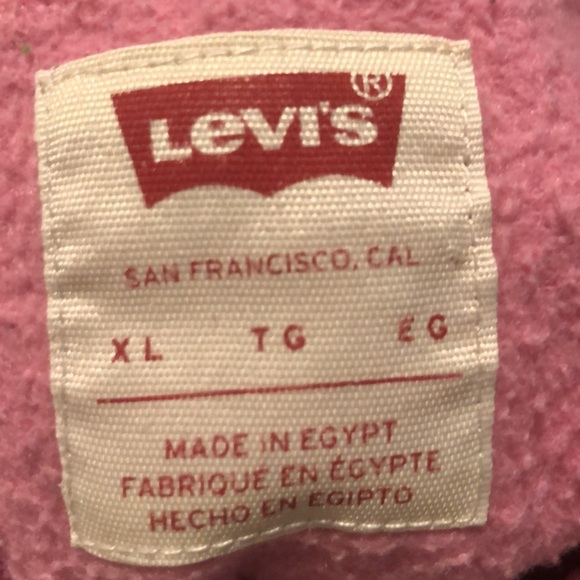 LEVI'S®
SAN FRANCISCO, CAL
XL TG EG
MADE IN EGYPT
FABRIQUÉ EN ÉGYPTE
HECHO EN EGIPTO